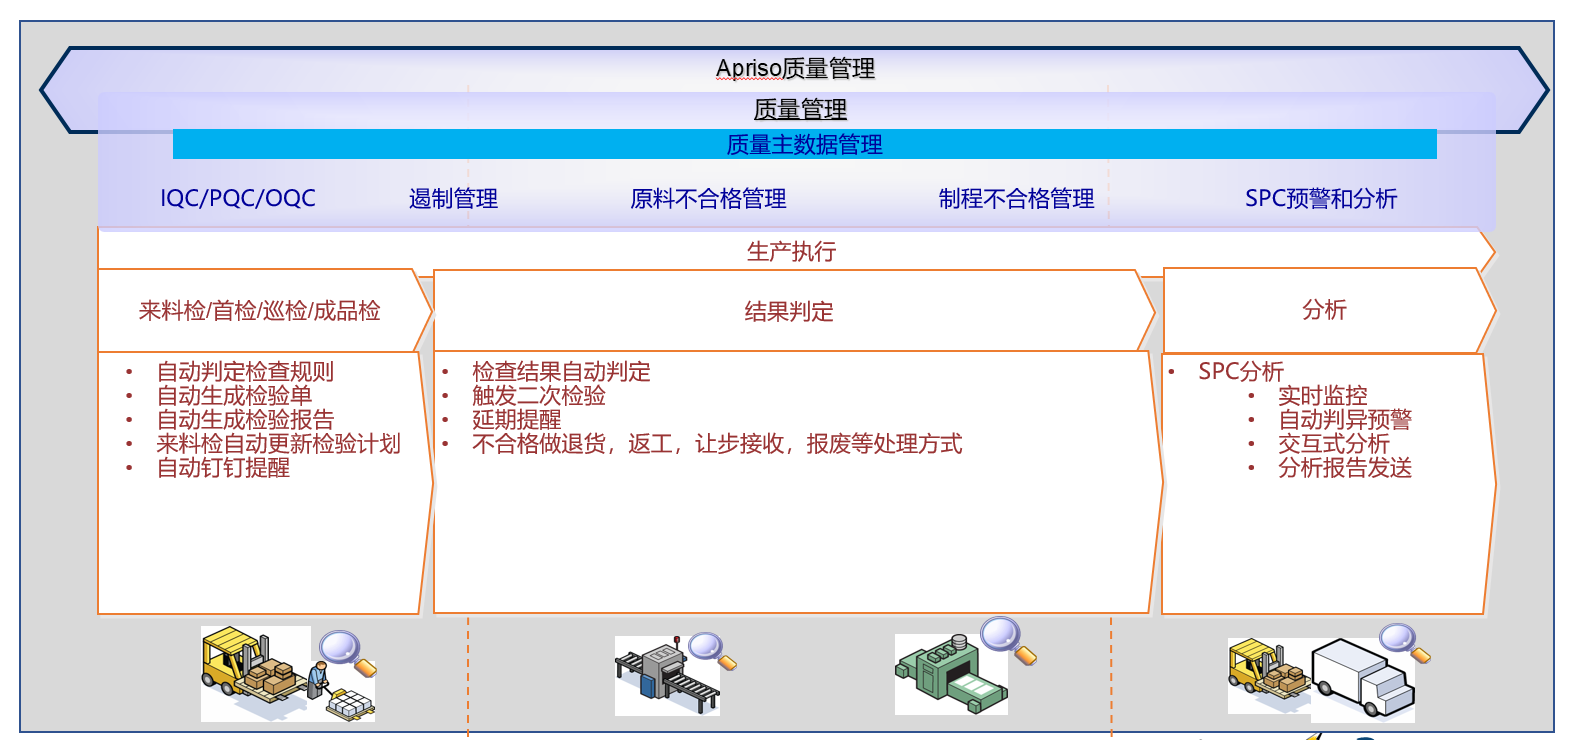 Apriso质量管理
质量管理
质量主数据管理
IQC/PQC/OQC 遏制管理 原料不合格管理 制程不合格管理 SPC预警和分析
生产执行
来料检/首检/巡检/成品检
• 自动判定检查规则
• 自动生成检验单
• 自动生成检验报告
• 来料检自动更新检验计划
• 自动钉钉提醒
结果判定
• 检查结果自动判定
• 触发二次检验
• 延期提醒
• 不合格做退货，返工，让步接收，报废等处理方式
分析
• SPC分析
• 实时监控
• 自动判异预警
• 交互式分析
• 分析报告发送